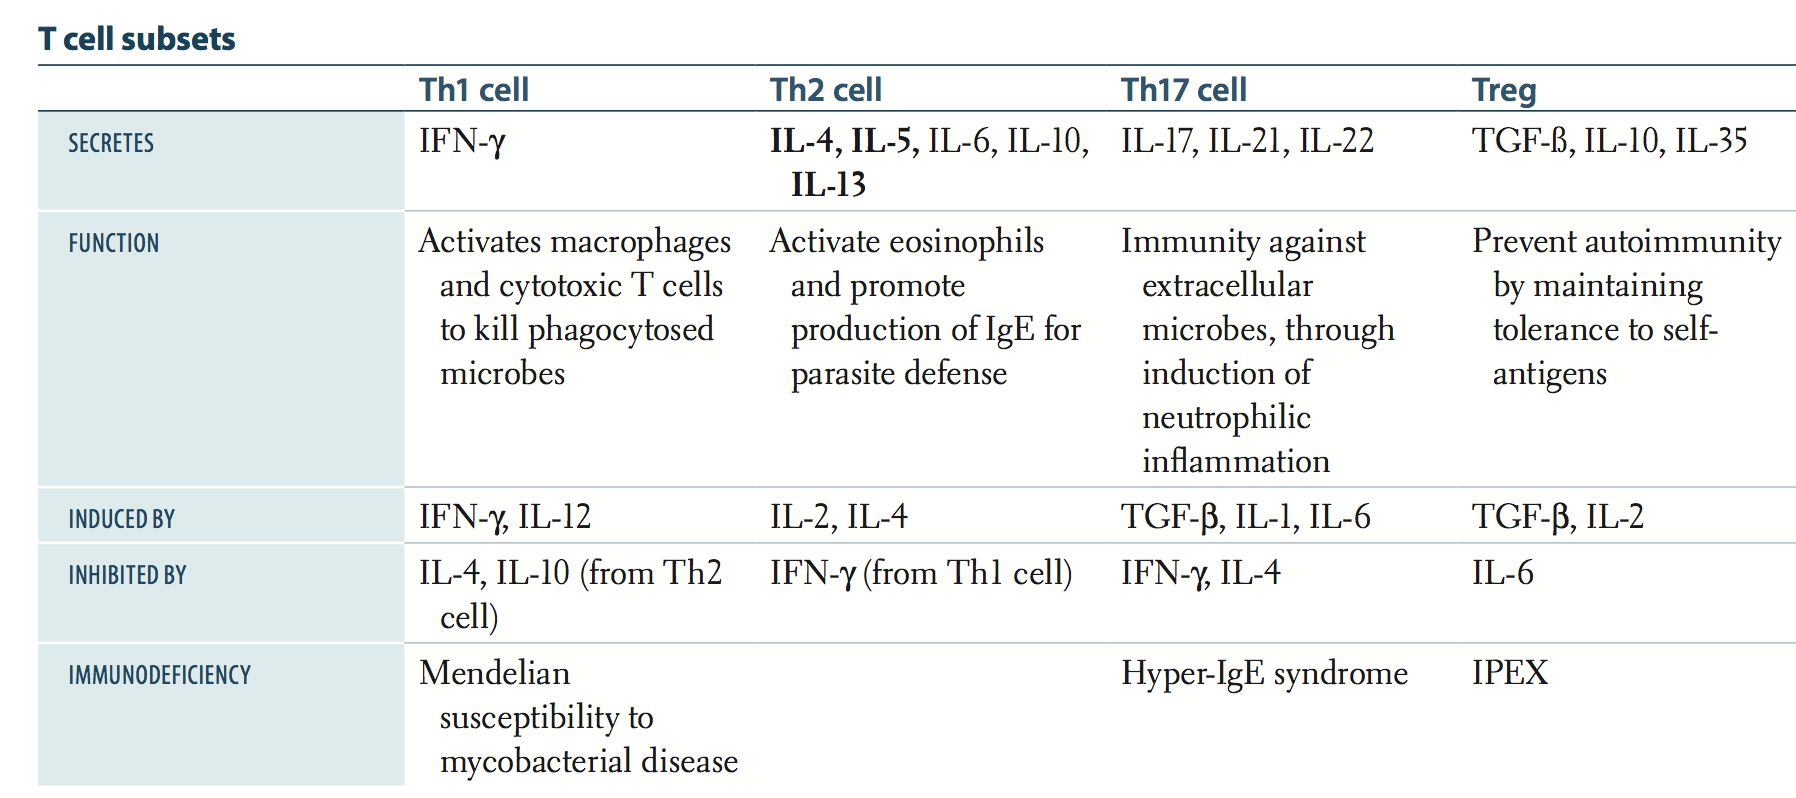 T cell subsets
Th1 cell Th2 cell Th17 cell Treg
SECRETES IFN-γ IL-4, IL-5, IL-6, IL-10, IL-17, IL-21, IL-22 TGF-ß, IL-10, IL-35
IL-13
FUNCTION Activates macrophages Activate eosinophils Immunity against Prevent autoimmunity
and cytotoxic T cells and promote extracellular by maintaining
to kill phagocytosed production of IgE for microbes, through tolerance to self-
microbes parasite defense induction of antigens
neutrophilic
inflammation
INDUCED BY IFN-γ, IL-12 IL-2, IL-4 TGF-β, IL-1, IL-6 TGF-β, IL-2
INHIBITED BY IL-4, IL-10 (from Th2 IFN-γ (from Th1 cell) IFN-γ, IL-4 IL-6
cell)
IMMUNODEFICIENCY Mendelian Hyper-IgE syndrome IPEX
susceptibility to
mycobacterial disease